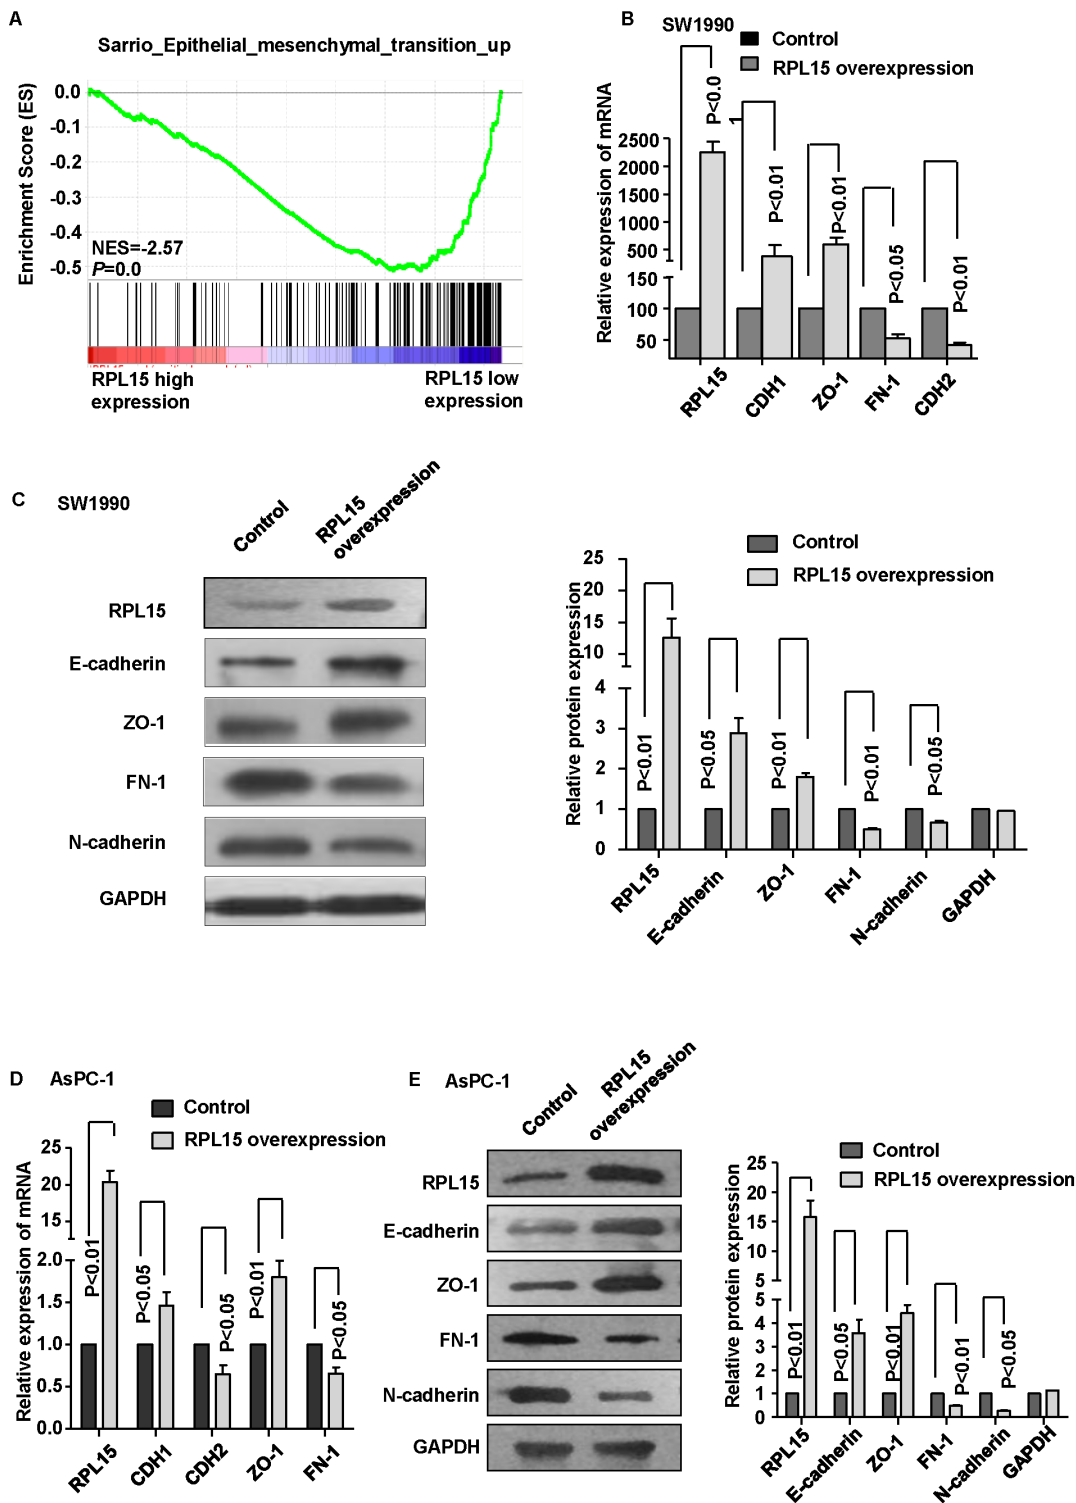 A
Sarrio_Epithelial_mesenchymal_transition_up
Enrichment Score (ES)
0.0
-0.1
-0.2
-0.3
-0.4
-0.5
NES=-2.57
P=0.0
RPL15 high
expression
RPL15 low
expression
B
SW1990
Control
RPL15 overexpression
Relative expression of mRNA
2500
2000
1500
1000
500
150
100
50
P<0.0
1
P<0.01
P<0.01
P<0.05
P<0.01
RPL15
CDH1
ZO-1
FN-1
CDH2
C
SW1990
Control
RPL15
overexpression
RPL15
E-cadherin
ZO-1
FN-1
N-cadherin
GAPDH
Control
RPL15 overexpression
Relative protein expression
25
20
15
10
4
3
2
1
0
P<0.01
P<0.05
P<0.01
P<0.01
P<0.05
RPL15
E-cadherin
ZO-1
FN-1
N-cadherin
GAPDH
D
AsPC-1
Control
RPL15 overexpression
Relative expression of mRNA
25
15
5
2.0
1.5
1.0
0.5
0.0
P<0.01
P<0.05
P<0.05
P<0.01
P<0.05
RPL15
CDH1
CDH2
ZO-1
FN-1
E
AsPC-1
Control
RPL15
overexpression
RPL15
E-cadherin
ZO-1
FN-1
N-cadherin
GAPDH
Control
RPL15 overexpression
Relative protein expression
25
20
15
10
5
5
4
3
2
1
0
P<0.01
P<0.05
P<0.01
P<0.01
P<0.05
RPL15
E-cadherin
ZO-1
FN-1
N-cadherin
GAPDH